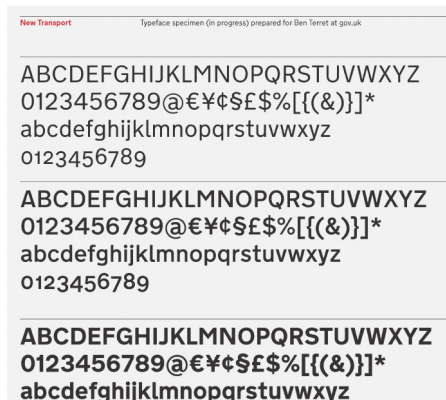 New Transport
Typeface specimen (in progress) prepared for Ben Terret at gov.uk
ABCDEFGHIJKLMNOPQRSTUVWXYZ
0123456789@€¥¢§£$%[{(&)}]*
abcdefghijklmnopqrstuvwxyz
0123456789
ABCDEFGHIJKLMNOPQRSTUVWXYZ
0123456789@€¥¢§£$%[{(&)}]*
abcdefghijklmnopqrstuvwxyz
0123456789
ABCDEFGHIJKLMNOPQRSTUVWXYZ
0123456789@€¥¢§£$%[{(&)}]*
abcdefghijklmnopqrstuvwxyz